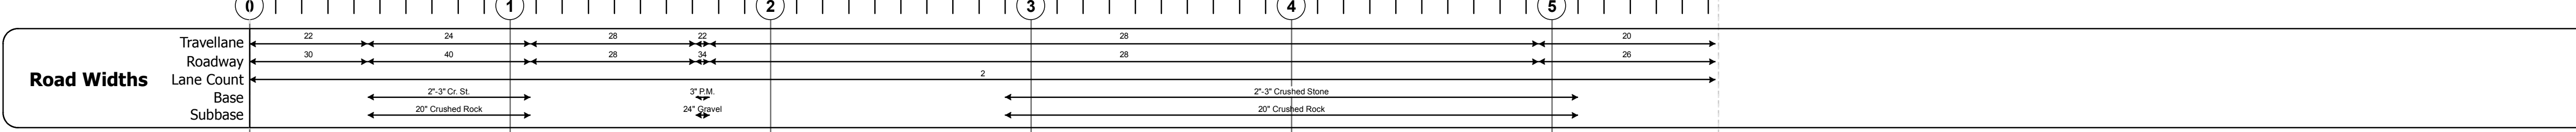 0 1 2 3 4 5
Travellane 22 24 28 22 28 20
Roadway 30 40 28 34 28 26
Road Widths
Lane Count 2
Base 2"-3" Cr. St. 3" P.M. 2"-3" Crushed Stone
Subbase 20" Crushed Rock 24" Gravel 20" Crushed Rock